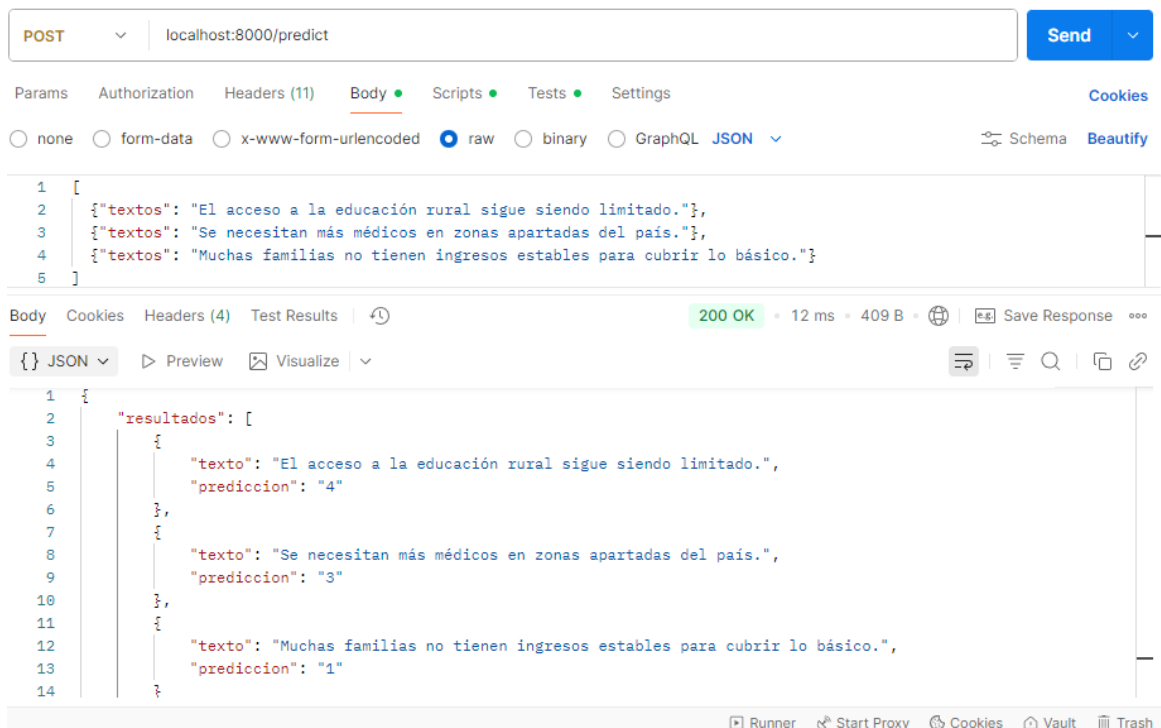 POST localhost:8000/predict Send
Params Authorization Headers (11) Body Scripts Tests Settings Cookies
none form-data x-www-form-urlencoded raw binary GraphQL JSON Schema Beautify
1 [
2 {"textos": "El acceso a la educación rural sigue siendo limitado."},
3 {"textos": "Se necesitan más médicos en zonas apartadas del país."},
4 {"textos": "Muchas familias no tienen ingresos estables para cubrir lo básico."}
5 ]
Body Cookies Headers (4) Test Results 200 OK • 12 ms • 409 B • e.g. Save Response
{} JSON Preview Visualize
1 {
2 "resultados": [
3 {
4 "texto": "El acceso a la educación rural sigue siendo limitado.",
5 "prediccion": "4"
6 },
7 {
8 "texto": "Se necesitan más médicos en zonas apartadas del país.",
9 "prediccion": "3"
10 },
11 {
12 "texto": "Muchas familias no tienen ingresos estables para cubrir lo básico.",
13 "prediccion": "1"
14 }
Runner Start Proxy Cookies Vault Trash